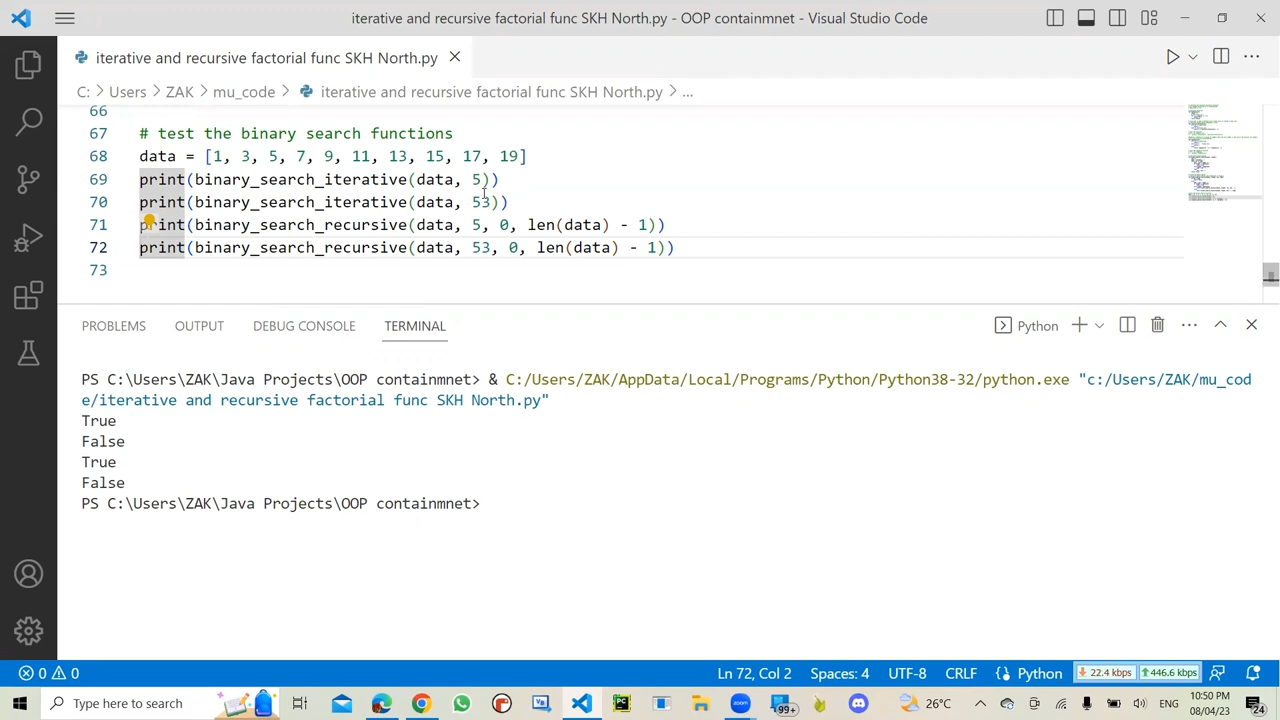 iterative and recursive factorial func SKH North.py - OOP containmnet - Visual Studio Code
iterative and recursive factorial func SKH North.py
C: > Users > ZAK > mu_code > iterative and recursive factorial func SKH North.py > ...
66
67 # test the binary search functions
68 data = [1, 3, 5, 7, 9, 11, 13, 15, 17, 19]
69 print(binary_search_iterative(data, 5))
70 print(binary_search_iterative(data, 53))
71 print(binary_search_recursive(data, 5, 0, len(data) - 1))
72 print(binary_search_recursive(data, 53, 0, len(data) - 1))
73
PROBLEMS OUTPUT DEBUG CONSOLE TERMINAL Python
PS C:\Users\ZAK\Java Projects\OOP containmnet> & C:/Users/ZAK/AppData/Local/Programs/Python/Python38-32/python.exe "c:/Users/ZAK/mu_cod
e/iterative and recursive factorial func SKH North.py"
True
False
True
False
PS C:\Users\ZAK\Java Projects\OOP containmnet>
0 0 Ln 72, Col 2 Spaces: 4 UTF-8 CRLF {} Python 22.4 kbps 446.6 kbps
Type here to search zoom 99+ 26°C ENG 10:50 PM 24
08/04/23